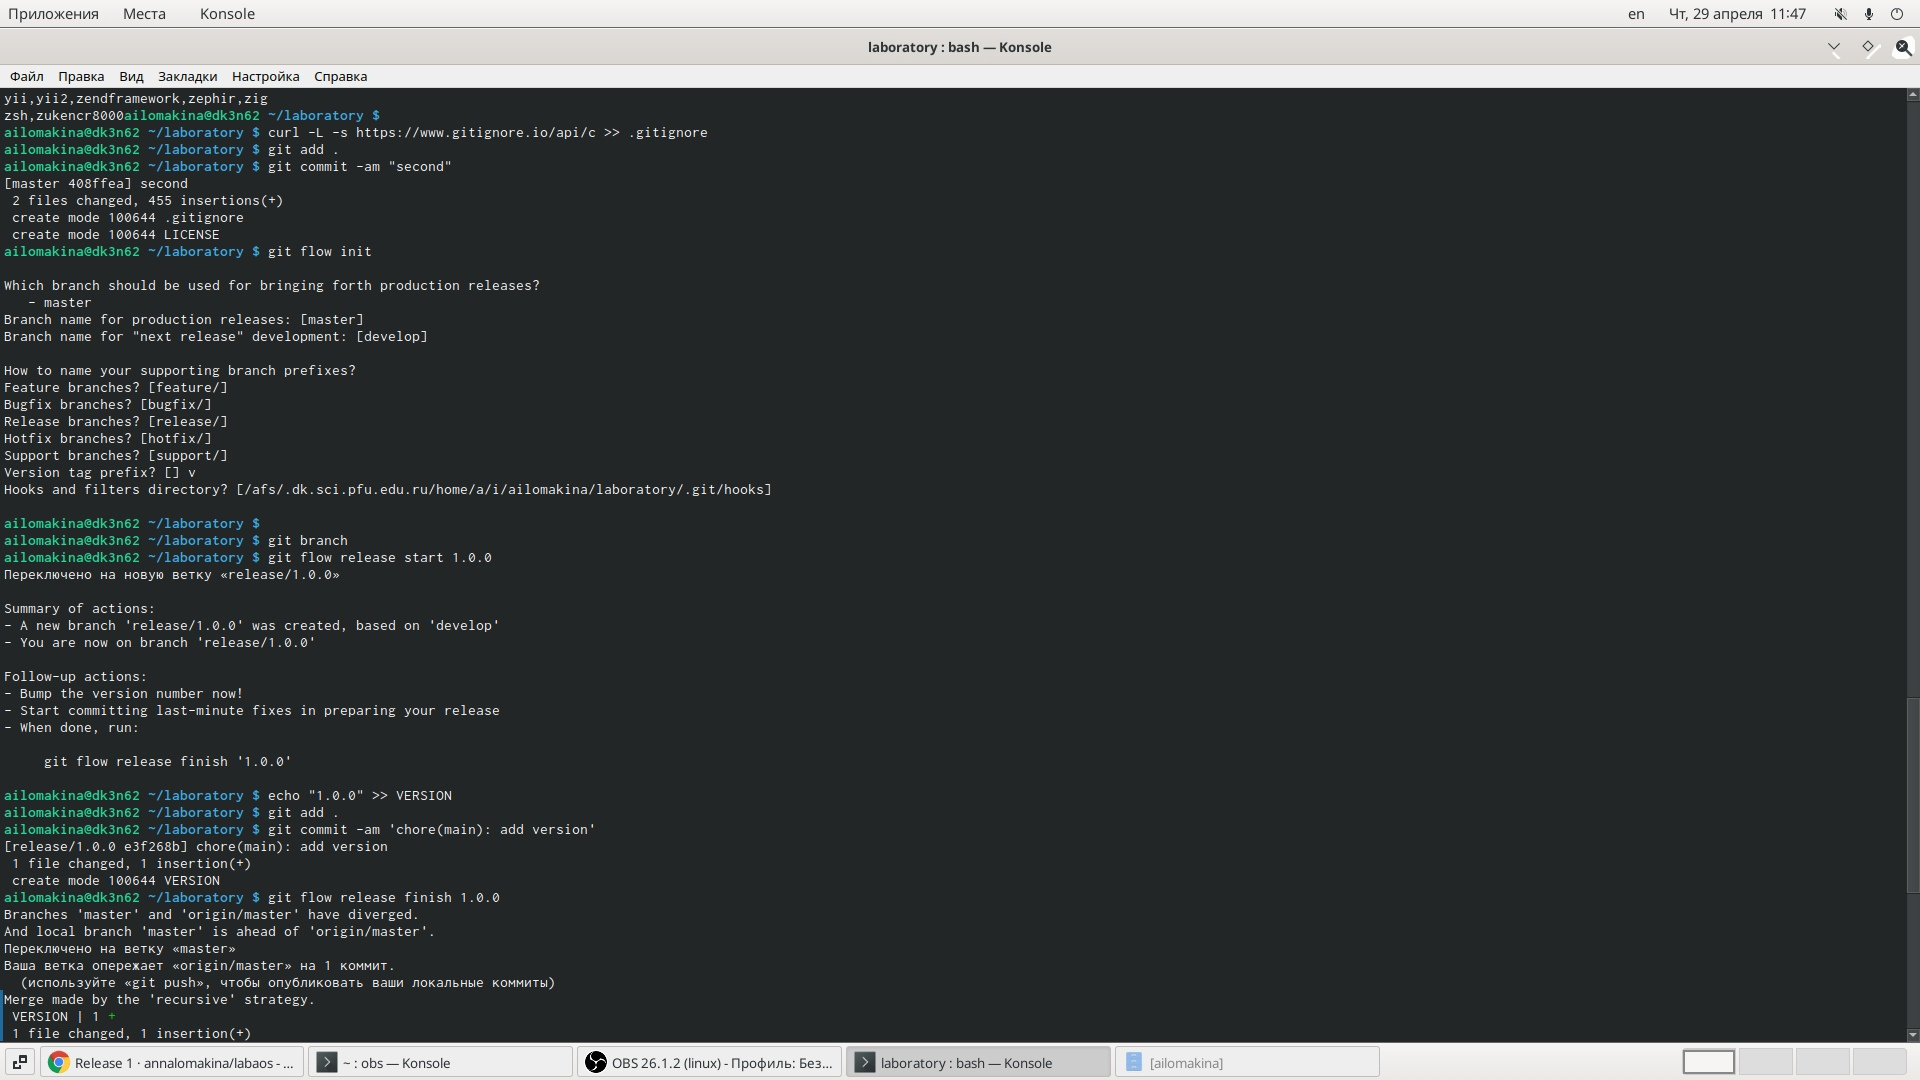 Приложения Места Konsole en Чт, 29 апреля 11:47
laboratory : bash — Konsole
Файл Правка Вид Закладки Настройка Справка
yii,yii2,zendframework,zephir,zig
zsh,zukencr8000ailomakina@dk3n62 ~/laboratory $
ailomakina@dk3n62 ~/laboratory $ curl -L -s https://www.gitignore.io/api/c >> .gitignore
ailomakina@dk3n62 ~/laboratory $ git add .
ailomakina@dk3n62 ~/laboratory $ git commit -am "second"
[master 408ffea] second
 2 files changed, 455 insertions(+)
 create mode 100644 .gitignore
 create mode 100644 LICENSE
ailomakina@dk3n62 ~/laboratory $ git flow init
Which branch should be used for bringing forth production releases?
   - master
Branch name for production releases: [master]
Branch name for "next release" development: [develop]
How to name your supporting branch prefixes?
Feature branches? [feature/]
Bugfix branches? [bugfix/]
Release branches? [release/]
Hotfix branches? [hotfix/]
Support branches? [support/]
Version tag prefix? [] v
Hooks and filters directory? [/afs/.dk.sci.pfu.edu.ru/home/a/i/ailomakina/laboratory/.git/hooks]
ailomakina@dk3n62 ~/laboratory $
ailomakina@dk3n62 ~/laboratory $ git branch
ailomakina@dk3n62 ~/laboratory $ git flow release start 1.0.0
Переключено на новую ветку «release/1.0.0»
Summary of actions:
- A new branch 'release/1.0.0' was created, based on 'develop'
- You are now on branch 'release/1.0.0'
Follow-up actions:
- Bump the version number now!
- Start committing last-minute fixes in preparing your release
- When done, run:
     git flow release finish '1.0.0'
ailomakina@dk3n62 ~/laboratory $ echo "1.0.0" >> VERSION
ailomakina@dk3n62 ~/laboratory $ git add .
ailomakina@dk3n62 ~/laboratory $ git commit -am 'chore(main): add version'
[release/1.0.0 e3f268b] chore(main): add version
 1 file changed, 1 insertion(+)
 create mode 100644 VERSION
ailomakina@dk3n62 ~/laboratory $ git flow release finish 1.0.0
Branches 'master' and 'origin/master' have diverged.
And local branch 'master' is ahead of 'origin/master'.
Переключено на ветку «master»
Ваша ветка опережает «origin/master» на 1 коммит.
  (используйте «git push», чтобы опубликовать ваши локальные коммиты)
Merge made by the 'recursive' strategy.
 VERSION | 1 +
 1 file changed, 1 insertion(+)
Release 1 · annalomakina/labaos - ... ~ : obs — Konsole OBS 26.1.2 (linux) - Профиль: Без... laboratory : bash — Konsole [ailomakina]